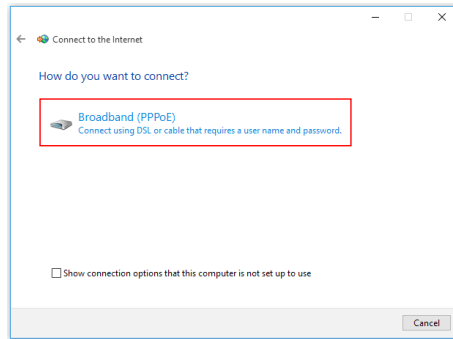 Connect to the Internet
How do you want to connect?
Broadband (PPPoE)
Connect using DSL or cable that requires a user name and password.
Show connection options that this computer is not set up to use
Cancel